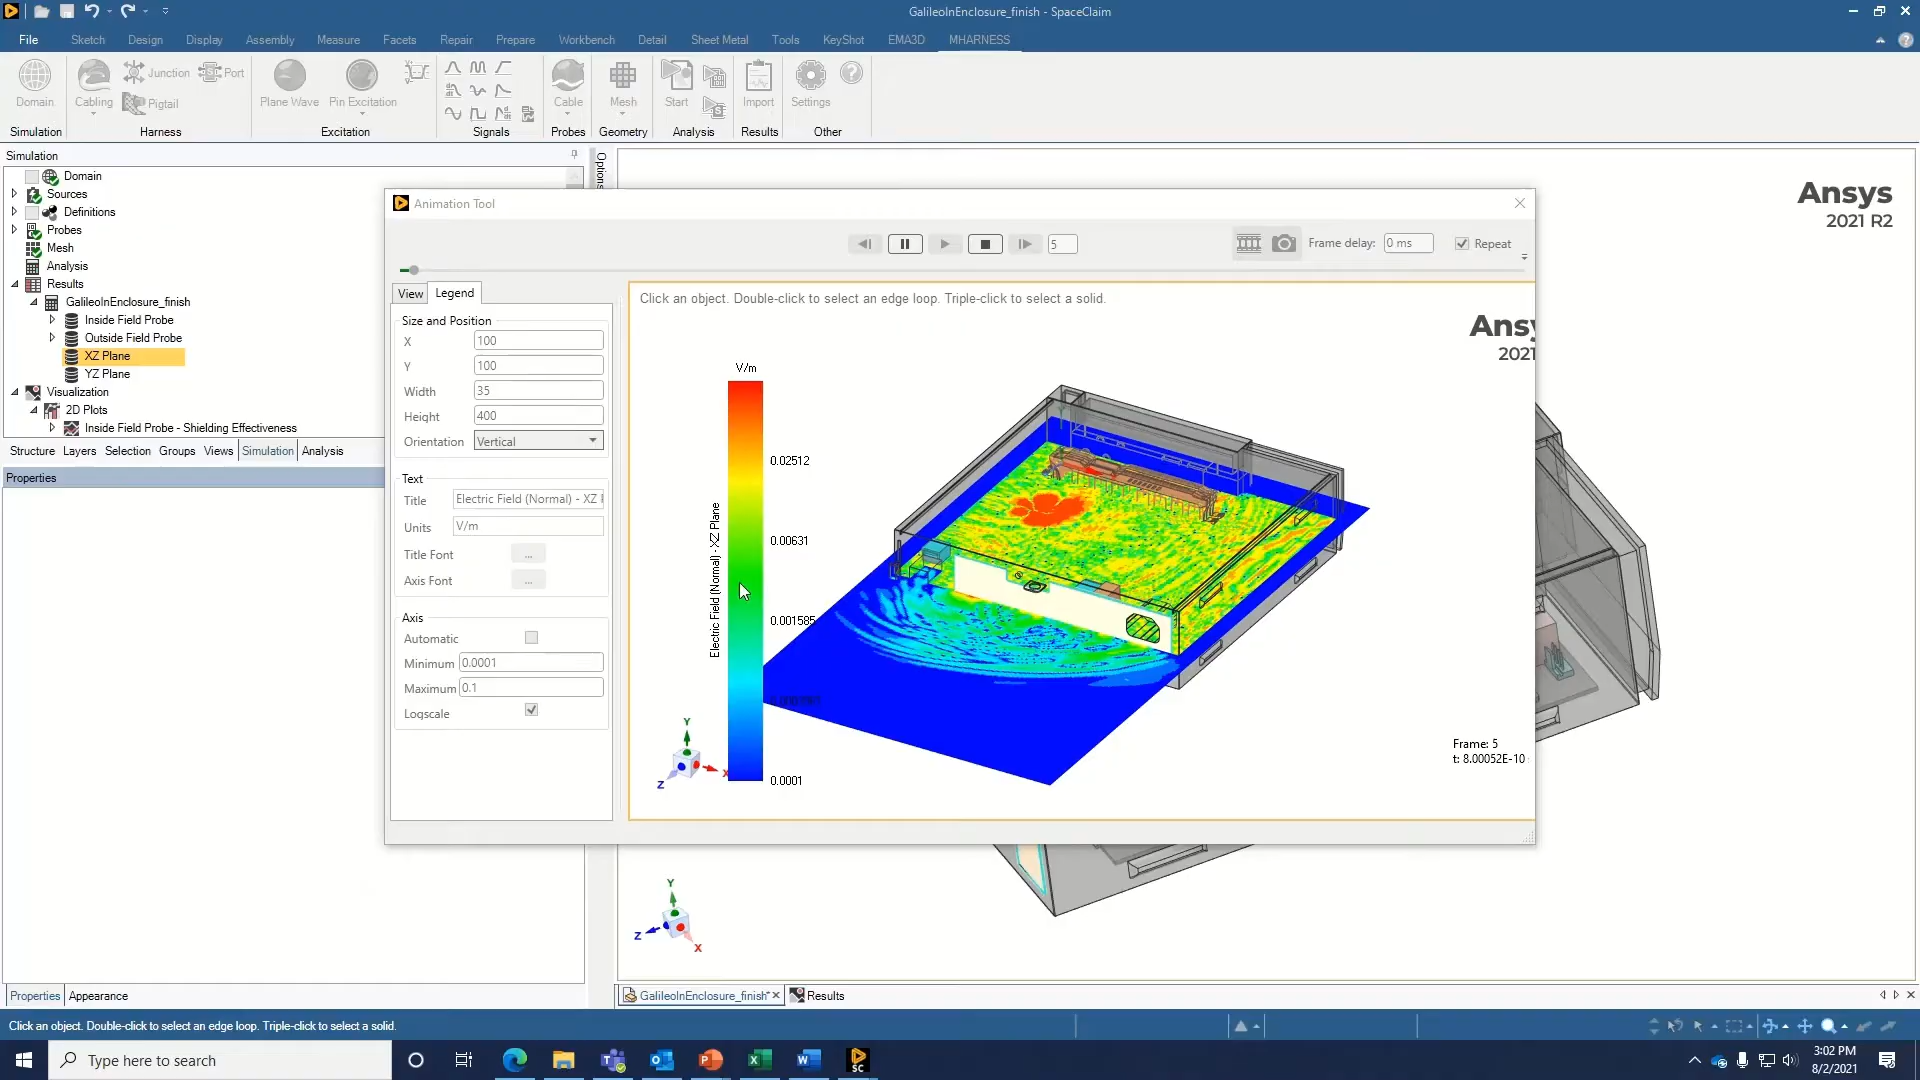 GalileoInEnclosure_finish - SpaceClaim
File Sketch Design Display Assembly Measure Facets Repair Prepare Workbench Detail Sheet Metal Tools KeyShot EMA3D MHARNESS
Domain Cabling Junction Port Pigtail Plane Wave Pin Excitation Cable Mesh Start Import Settings
Simulation Harness Excitation Signals Probes Geometry Analysis Results Other
Simulation
Options
Domain
Sources
Definitions
Probes
Mesh
Analysis
Results
GalileoInEnclosure_finish
Inside Field Probe
Outside Field Probe
XZ Plane
YZ Plane
Visualization
2D Plots
Inside Field Probe - Shielding Effectiveness
Structure Layers Selection Groups Views Simulation Analysis
Properties
Ansys
2021 R2
Animation Tool
5
Frame delay: 0 ms Repeat
View Legend
Size and Position
X 100
Y 100
Width 35
Height 400
Orientation Vertical
Text
Title Electric Field (Normal) - XZ
Units V/m
Title Font ...
Axis Font ...
Axis
Automatic
Minimum 0.0001
Maximum 0.1
Logscale
Click an object. Double-click to select an edge loop. Triple-click to select a solid.
Ansy
2021
V/m
0.02512
0.00631
0.001585
0.0001
Electric Field (Normal) - XZ Plane
Y
Z
X
Frame: 5
t: 8.00052E-10
Y
Z
X
Properties Appearance
GalileoInEnclosure_finish* Results
Click an object. Double-click to select an edge loop. Triple-click to select a solid.
Type here to search
SC
3:02 PM
8/2/2021